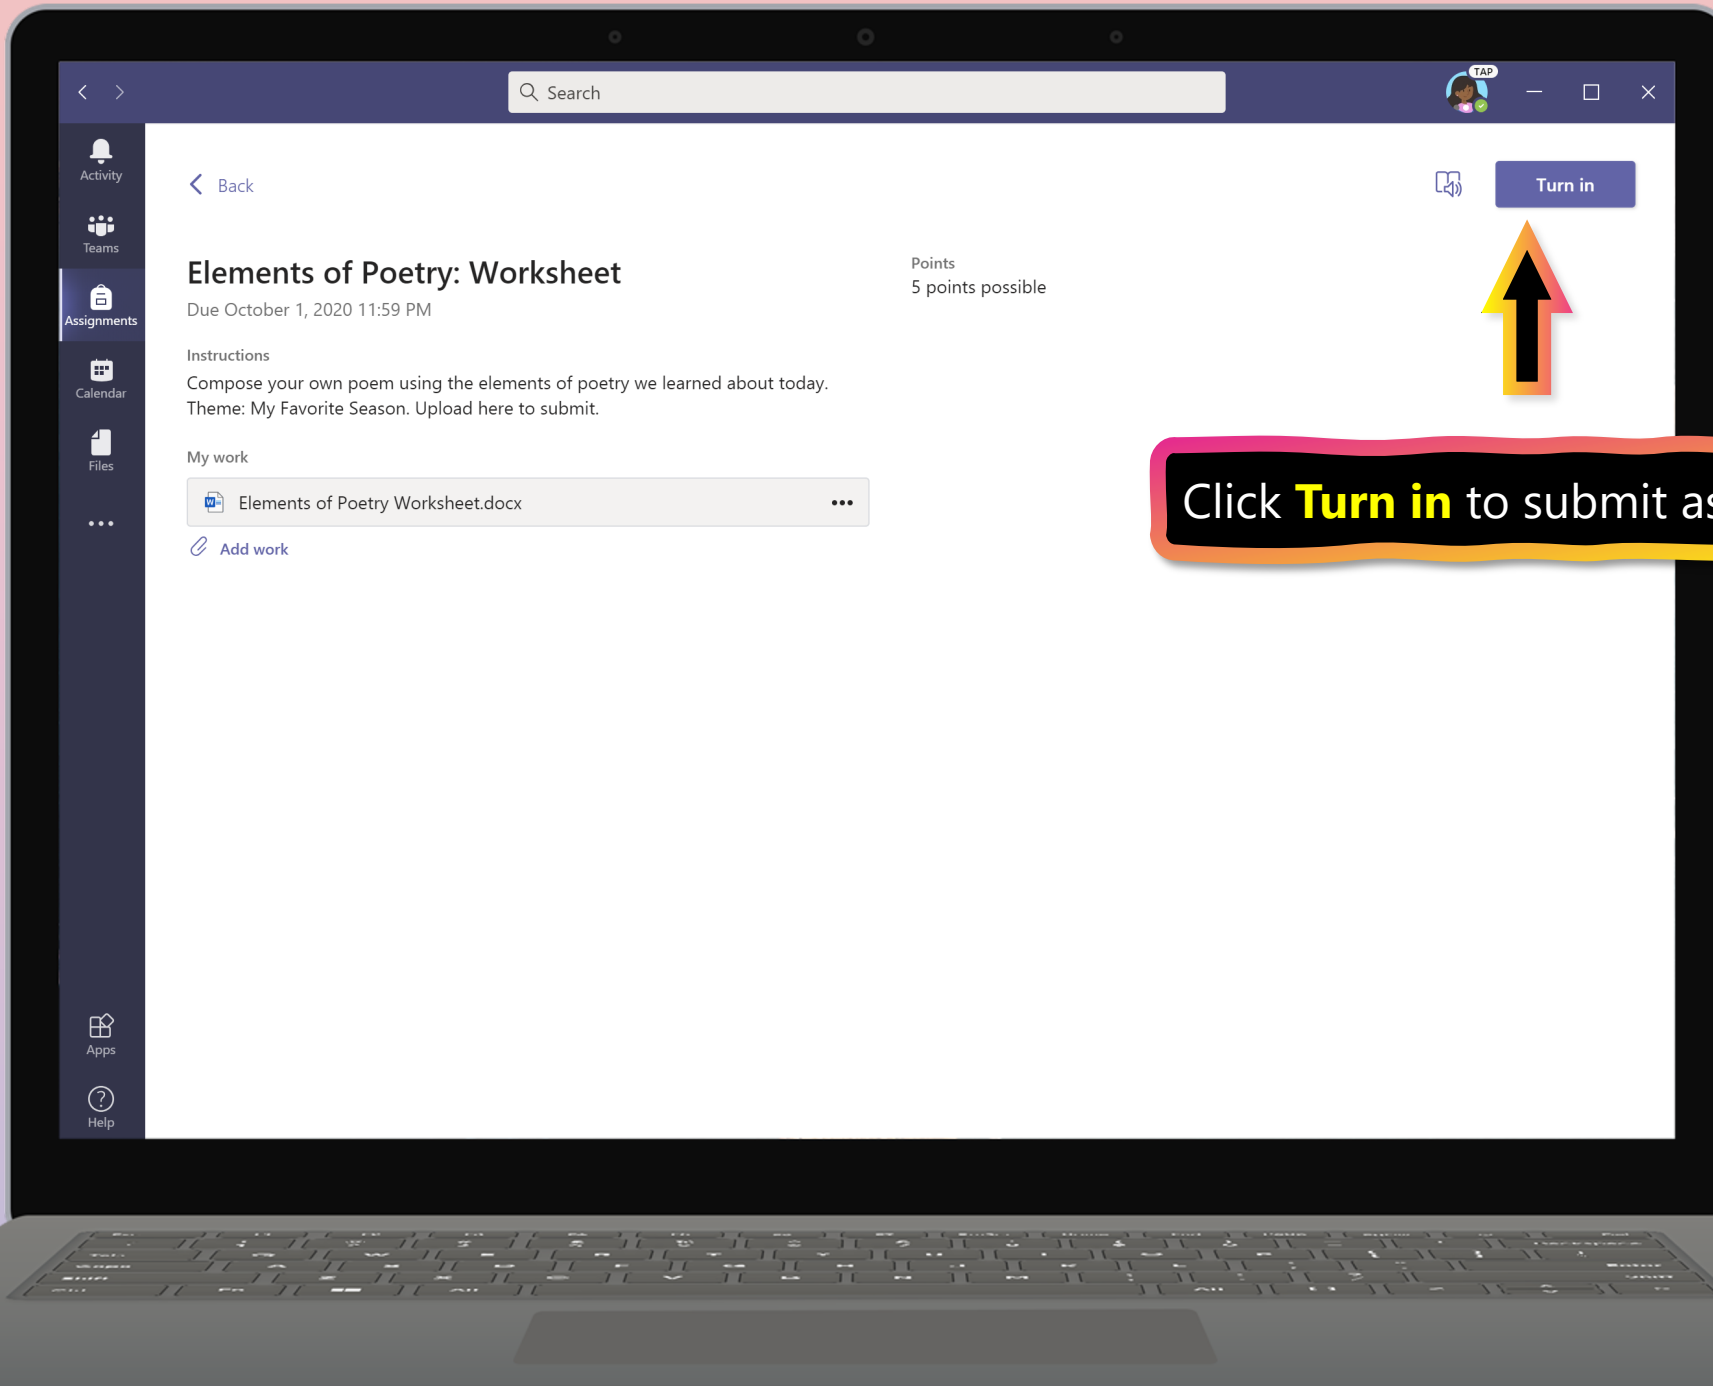 Search
TAP
Activity
Teams
Assignments
Calendar
Files
Apps
Help
Back
Turn in
Elements of Poetry: Worksheet
Due October 1, 2020 11:59 PM
Points
5 points possible
Instructions
Compose your own poem using the elements of poetry we learned about today.
Theme: My Favorite Season. Upload here to submit.
My work
Elements of Poetry Worksheet.docx
Add work
Click Turn in to submit